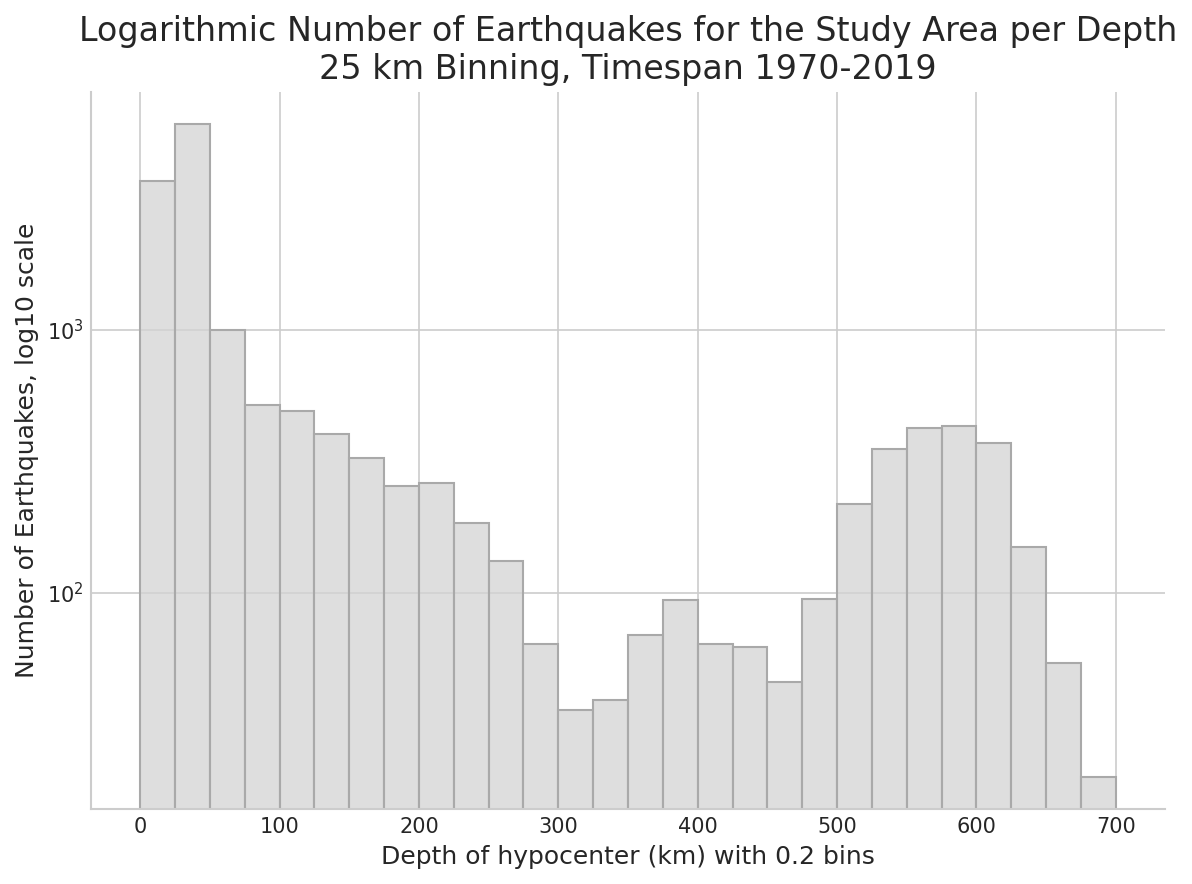 Logarithmic Number of Earthquakes for the Study Area per Depth
25 km Binning, Timespan 1970-2019
Number of Earthquakes, log10 scale
10³
10²
0 100 200 300 400 500 600 700
Depth of hypocenter (km) with 0.2 bins